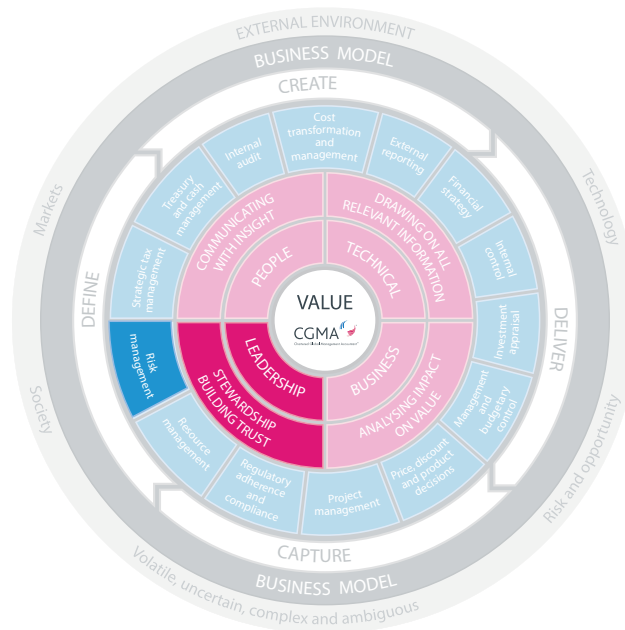 EXTERNAL ENVIRONMENT
BUSINESS MODEL
CREATE
Cost
transformation
and
management
External
reporting
Financial
strategy
Internal
control
Investment
appraisal
Management
and
budgetary
control
Price, discount
and product
decisions
Project
management
Regulatory
adherence
and
compliance
Resource
management
Risk
management
Strategic tax
management
Treasury
and cash
management
Internal
audit
COMMUNICATING
WITH INSIGHT
PEOPLE
DRAWING ON ALL
RELEVANT INFORMATION
TECHNICAL
VALUE
CGMA
LEADERSHIP
STEWARDSHIP
BUILDING TRUST
BUSINESS
ANALYSING IMPACT
ON VALUE
DEFINE
DELIVER
CAPTURE
BUSINESS MODEL
Markets
Technology
Society
Risk and opportunity
Volatile, uncertain, complex and ambiguous